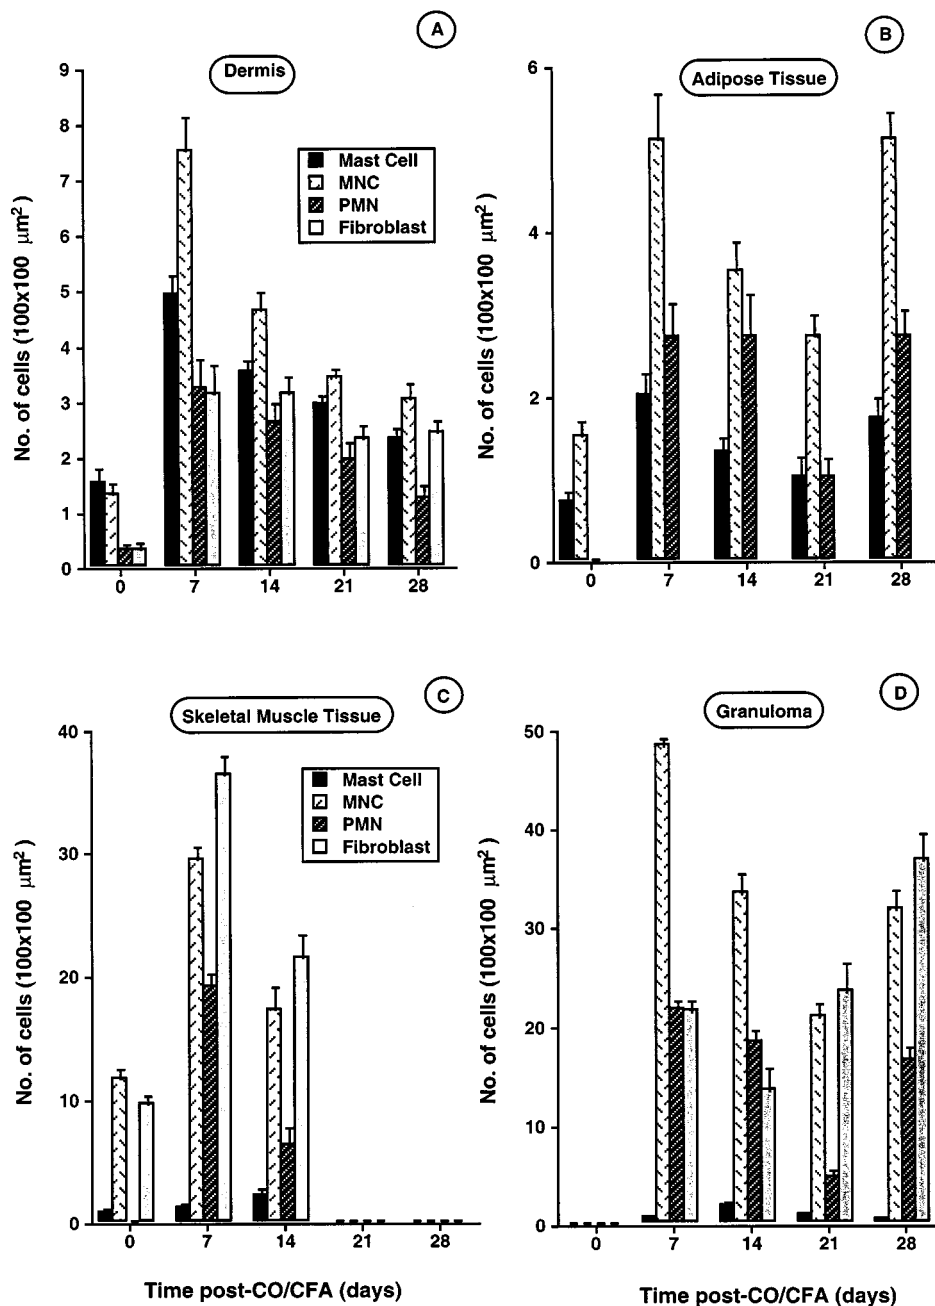 A
Dermis
No. of cells (100x100 µm²)
9
8
7
6
5
4
3
2
1
0
Mast Cell
MNC
PMN
Fibroblast
0 7 14 21 28
B
Adipose Tissue
No. of cells (100x100 µm²)
6
4
2
0
0 7 14 21 28
C
Skeletal Muscle Tissue
No. of cells (100x100 µm²)
40
30
20
10
0
Mast Cell
MNC
PMN
Fibroblast
0 7 14 21 28
Time post-CO/CFA (days)
D
Granuloma
No. of cells (100x100 µm²)
50
40
30
20
10
0
0 7 14 21 28
Time post-CO/CFA (days)